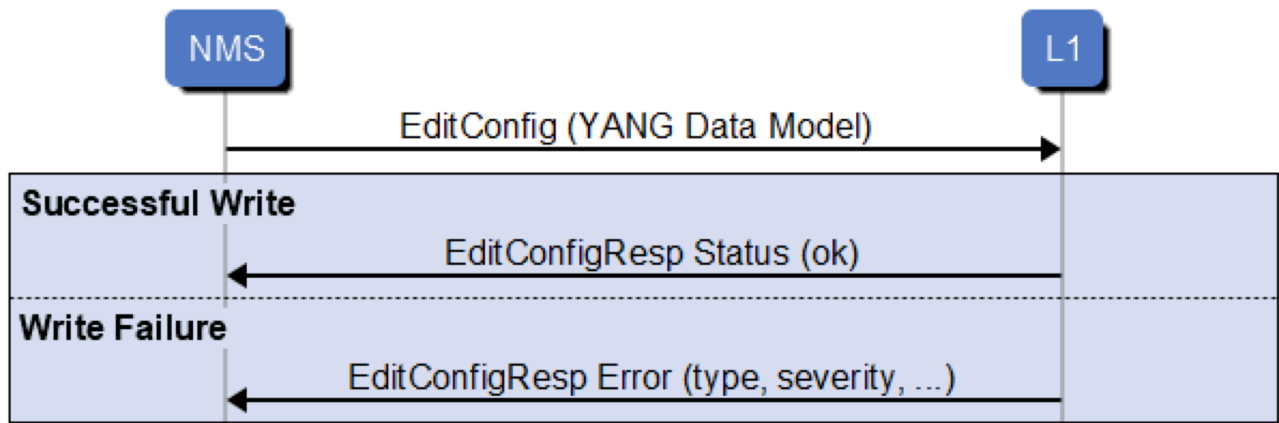 NMS
L1
EditConfig (YANG Data Model)
Successful Write
EditConfigResp Status (ok)
Write Failure
EditConfigResp Error (type, severity, ...)